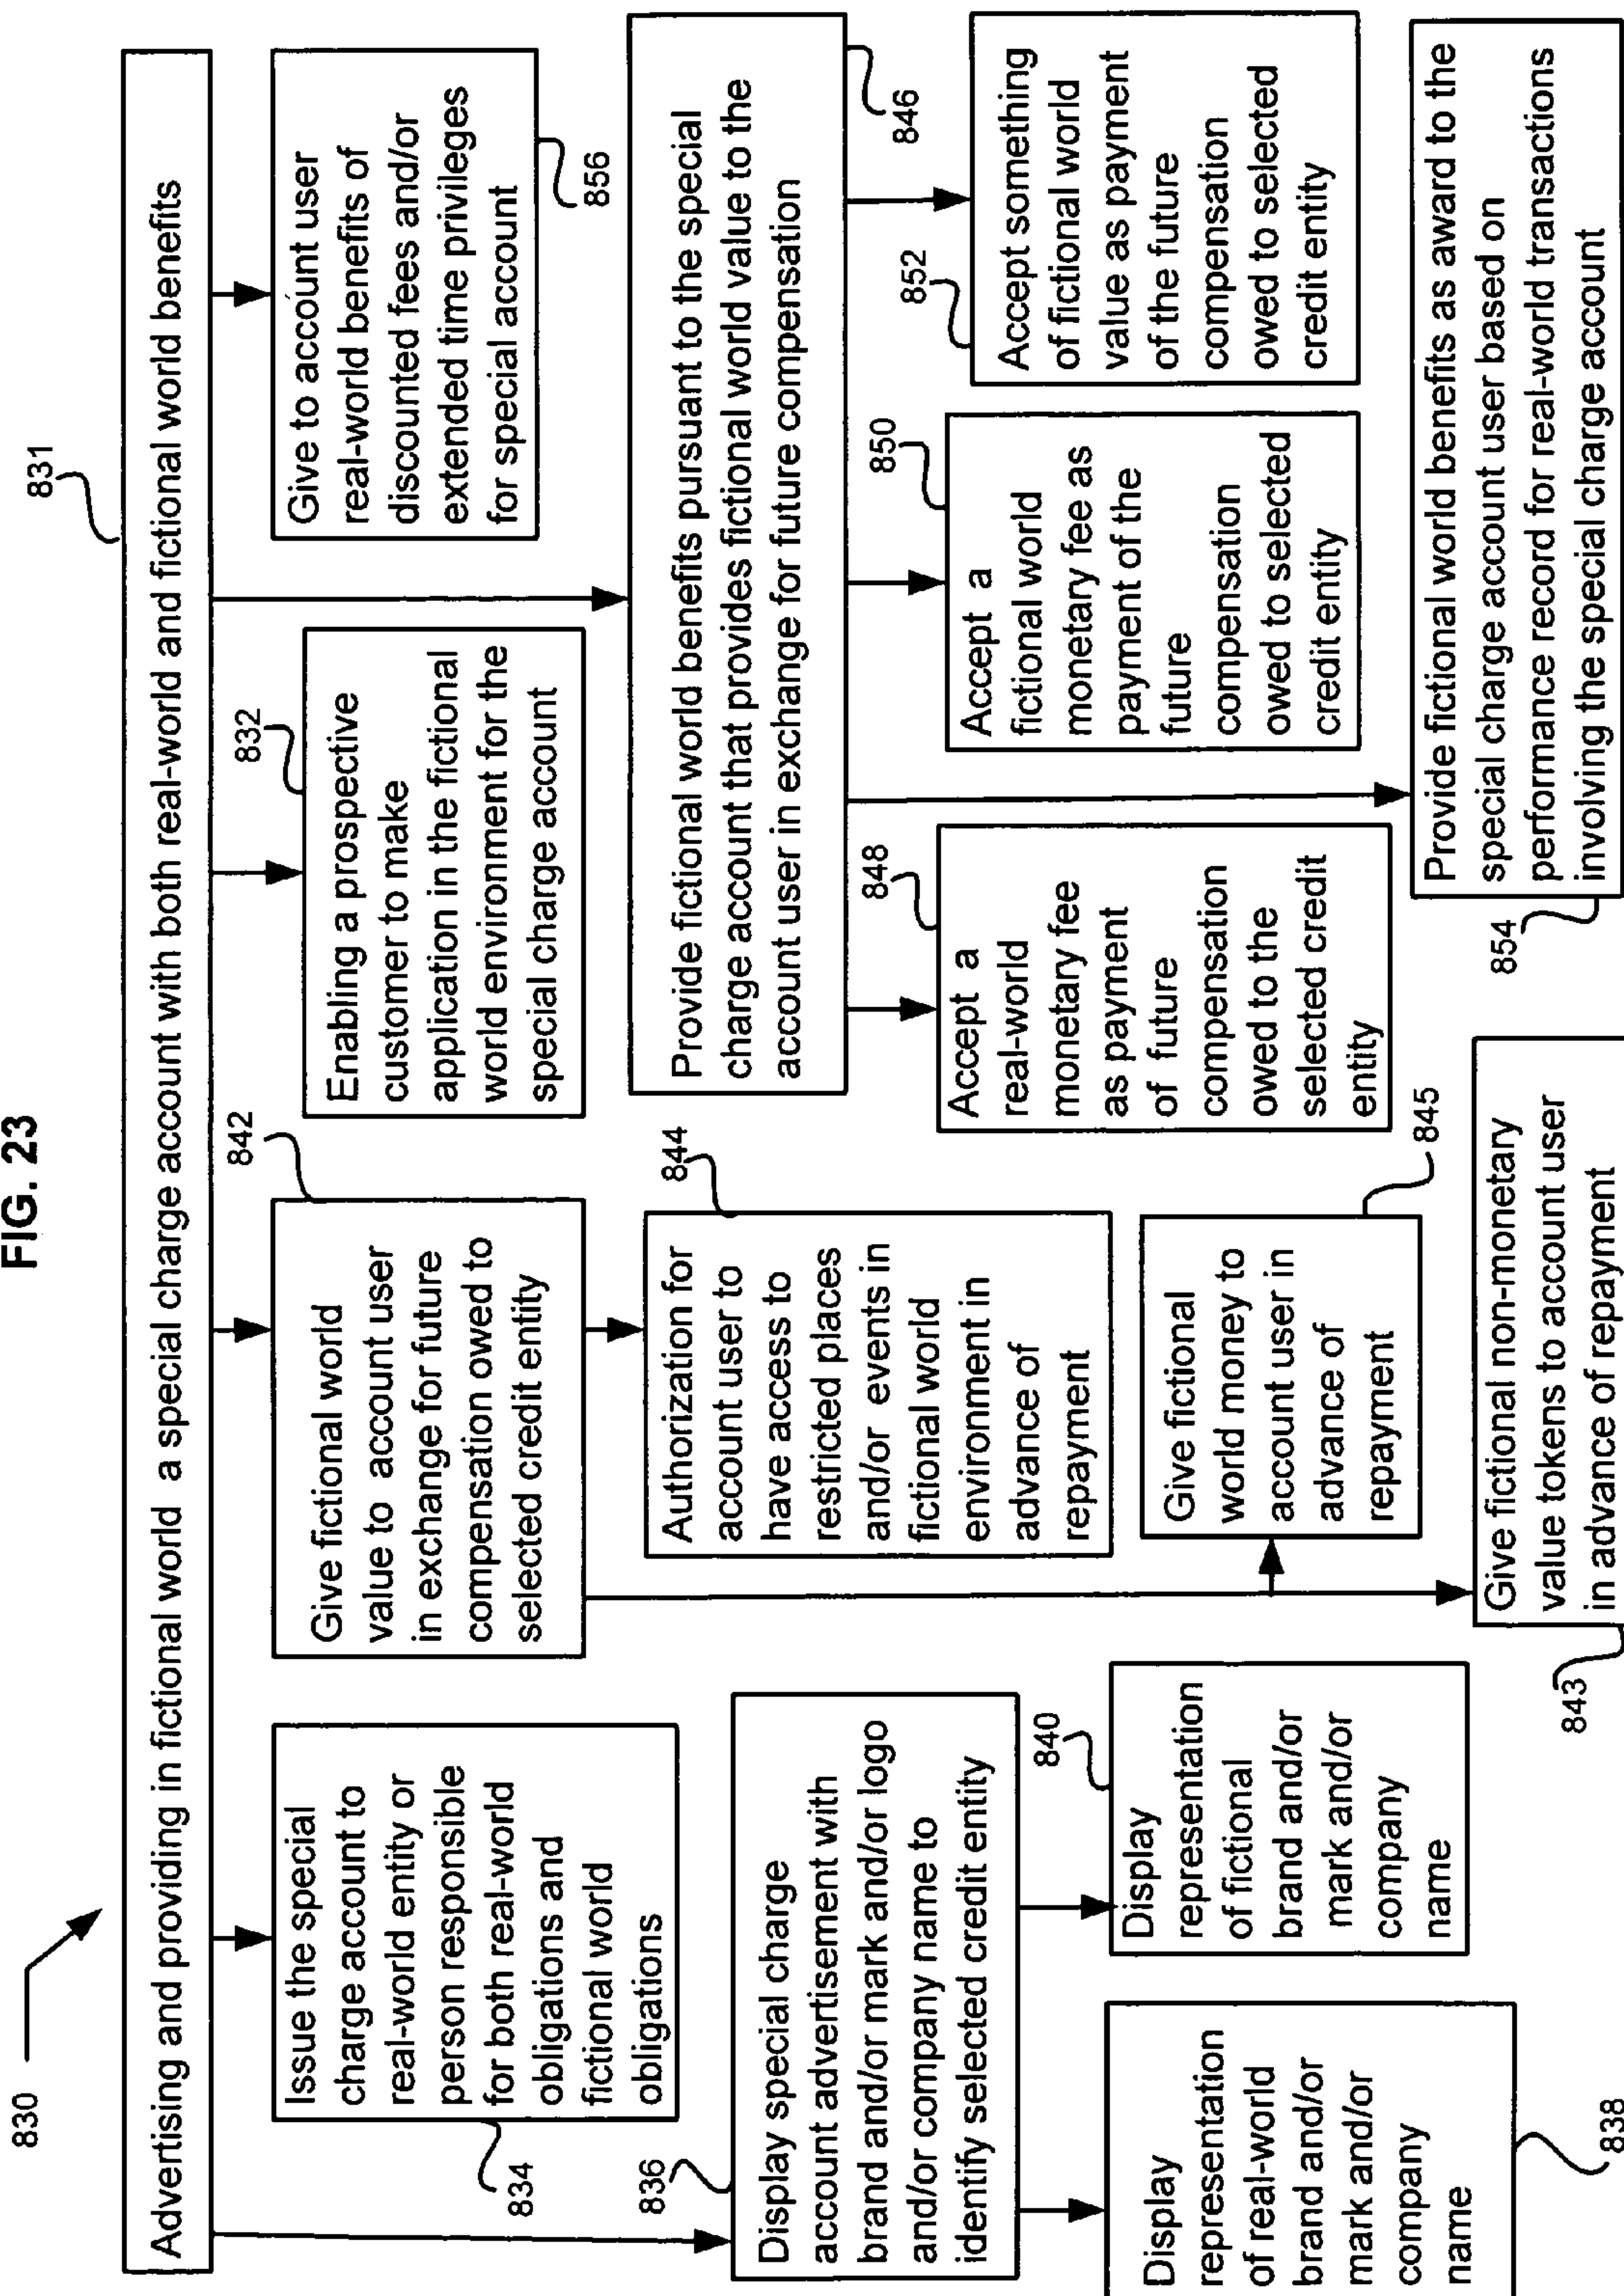 FIG. 23
830
831
Advertising and providing in fictional world a special charge account with both real-world and fictional world benefits
Issue the special
charge account to
real-world entity or
person responsible
for both real-world
obligations and
fictional world
obligations
834
Give fictional world
value to account user
in exchange for future
compensation owed to
selected credit entity
842
Enabling a prospective
customer to make
application in the fictional
world environment for the
special charge account
832
Give to account user
real-world benefits of
discounted fees and/or
extended time privileges
for special account
856
836
Display special charge
account advertisement with
brand and/or mark and/or logo
and/or company name to
identify selected credit entity
Authorization for
account user to
have access to
restricted places
and/or events in
fictional world
environment in
advance of
repayment
844
Provide fictional world benefits pursuant to the special
charge account that provides fictional world value to the
account user in exchange for future compensation
846
Display
representation
of real-world
brand and/or
mark and/or
company
name
838
Display
representation
of fictional
brand and/or
mark and/or
company
name
840
Give fictional
world money to
account user in
advance of
repayment
845
Accept a
real-world
monetary fee
as payment
of future
compensation
owed to the
selected credit
entity
848
Accept a
fictional world
monetary fee as
payment of the
future
compensation
owed to selected
credit entity
850
Accept something
of fictional world
value as payment
of the future
compensation
owed to selected
credit entity
852
Give fictional non-monetary
value tokens to account user
in advance of repayment
843
Provide fictional world benefits as award to the
special charge account user based on
performance record for real-world transactions
involving the special charge account
854